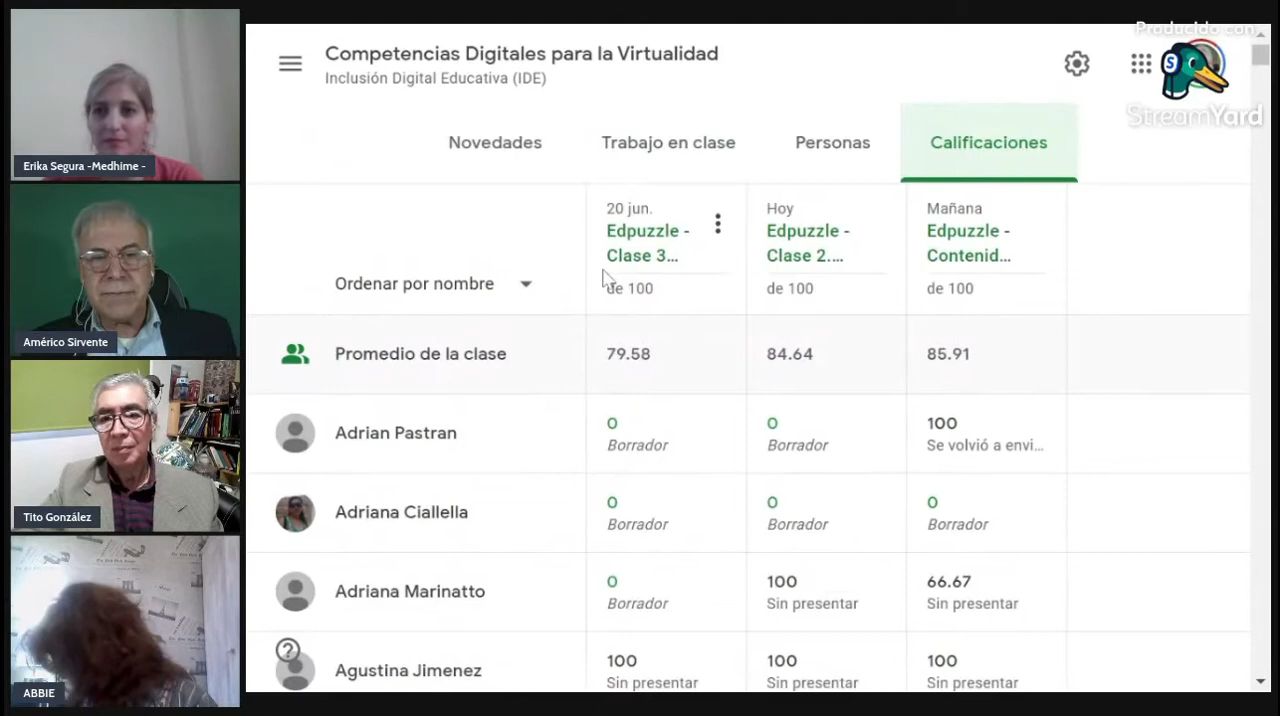 Erika Segura -Medhime -
Américo Sirvente
Tito González
ABBIE
Producido con
StreamYard
S
Competencias Digitales para la Virtualidad
Inclusión Digital Educativa (IDE)
Novedades
Trabajo en clase
Personas
Calificaciones
Ordenar por nombre
20 jun.
Edpuzzle -
Clase 3...
de 100
Hoy
Edpuzzle -
Clase 2....
de 100
Mañana
Edpuzzle -
Contenid...
de 100
Promedio de la clase 79.58 84.64 85.91
Adrian Pastran
0
Borrador
0
Borrador
100
Se volvió a envi...
Adriana Ciallella
0
Borrador
0
Borrador
0
Borrador
Adriana Marinatto
0
Borrador
100
Sin presentar
66.67
Sin presentar
?
Agustina Jimenez
100
Sin presentar
100
Sin presentar
100
Sin presentar